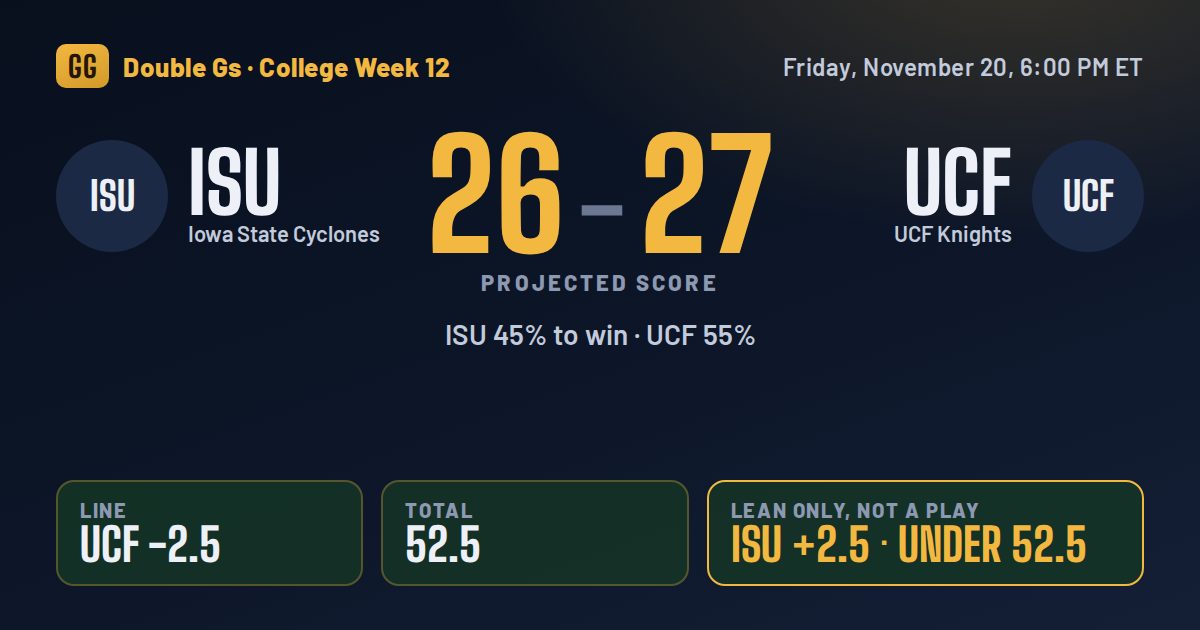 GG Double Gs · College Week 12
Friday, November 20, 6:00 PM ET
ISU
ISU
Iowa State Cyclones
26 – 27
PROJECTED SCORE
ISU 45% to win · UCF 55%
UCF
UCF Knights
UCF
LINE
UCF −2.5
TOTAL
52.5
LEAN ONLY, NOT A PLAY
ISU +2.5 · UNDER 52.5